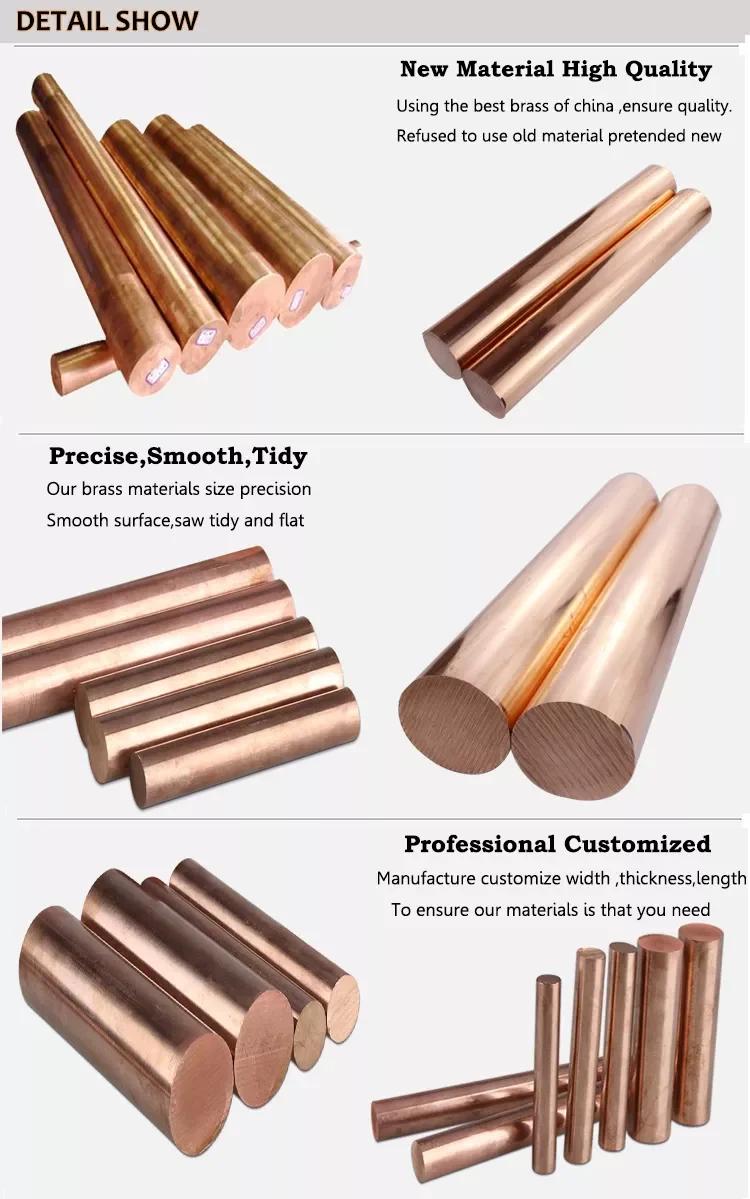 DETAIL SHOW
New Material High Quality
Using the best brass of china ,ensure quality.
Refused to use old material pretended new
Precise,Smooth,Tidy
Our brass materials size precision
Smooth surface,saw tidy and flat
Professional Customized
Manufacture customize width ,thickness,length
To ensure our materials is that you need